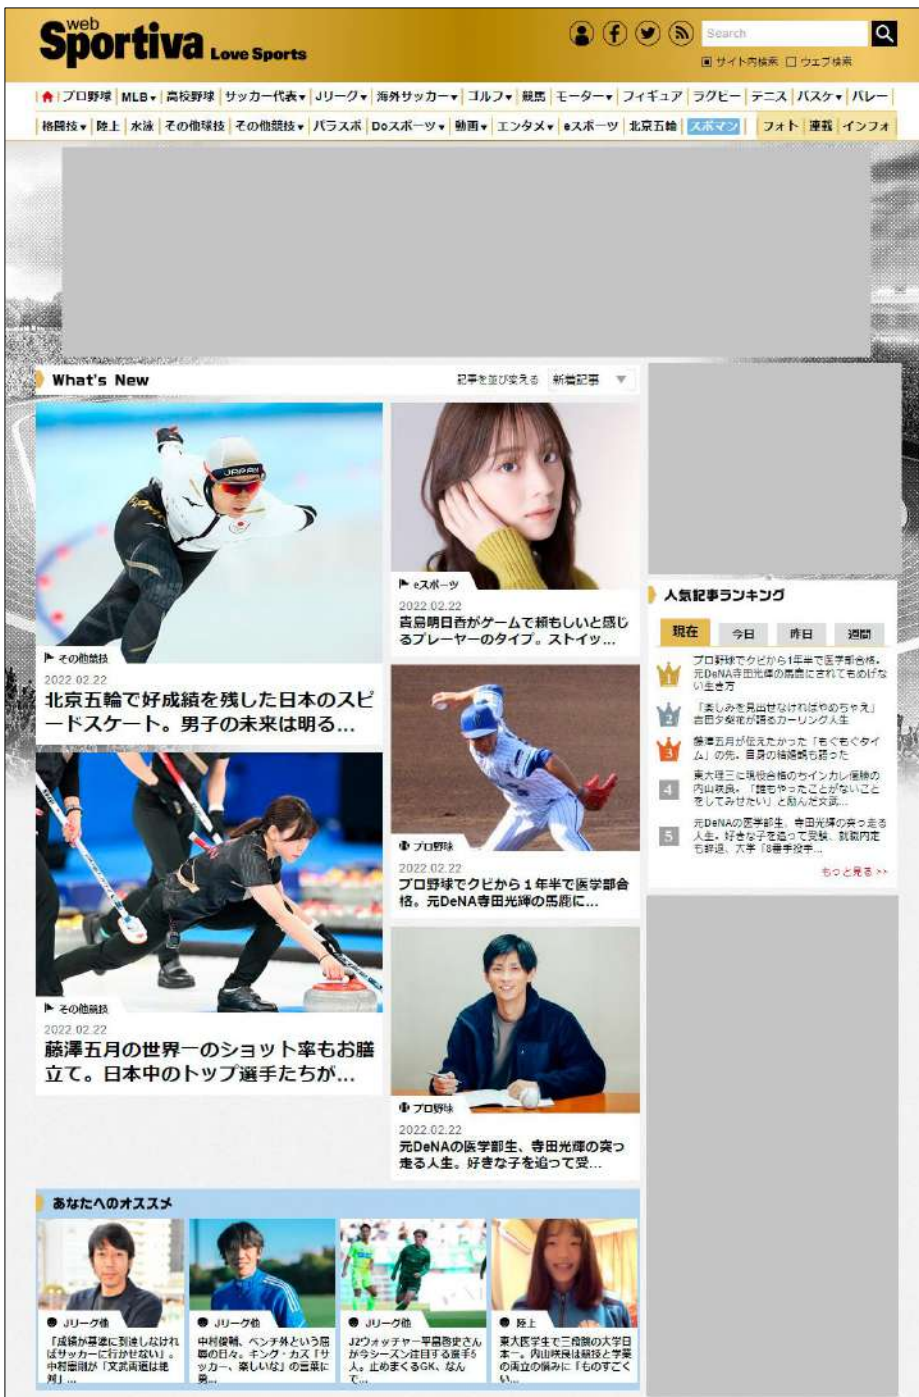 web
Sportiva Love Sports
Search
サイト内検索 ウェブ検索
プロ野球 MLB▾ 高校野球 サッカー代表▾ Jリーグ▾ 海外サッカー▾ ゴルフ▾ 競馬 モーター▾ フィギュア ラグビー テニス バスケ▾ バレー
格闘技▾ 陸上 水泳 その他球技 その他競技▾ パラスポ Doスポーツ▾ 動画▾ エンタメ▾ eスポーツ 北京五輪 スポマン フォト 連載 インフォ
What's New
記事を並び変える 新着記事 ▼
JAPAN
その他競技
2022.02.22
北京五輪で好成績を残した日本のスピ
ードスケート。男子の未来は明る…
その他競技
2022.02.22
藤澤五月の世界一のショット率もお膳
立て。日本中のトップ選手たちが…
eスポーツ
2022.02.22
貴島明日香がゲームで頼もしいと感じ
るプレーヤーのタイプ。ストイッ…
プロ野球
2022.02.22
プロ野球でクビから1年半で医学部合
格。元DeNA寺田光輝の馬鹿に…
プロ野球
2022.02.22
元DeNAの医学部生、寺田光輝の突っ
走る人生。好きな子を追って受…
人気記事ランキング
現在 今日 昨日 週間
1
プロ野球でクビから1年半で医学部合格。
元DeNA寺田光輝の馬鹿にされてもめげな
い生き方
2
「楽しみを見出せなければやめちゃえ」
吉田夕梨花が語るカーリング人生
3
藤澤五月が伝えたかった「もぐもぐタイ
ム」の先。自身の結婚観も語った
4
東大理三に現役合格のちインカレ優勝の
内山咲良。「誰もやったことがないこと
をしてみせたい」と励んだ文武…
5
元DeNAの医学部生、寺田光輝の突っ走る
人生。好きな子を追って受験、就職内定
も辞退、大学「8番手投手…
もっと見る >>
あなたへのオススメ
Jリーグ他
「成績が基準に到達しなけれ
ばサッカーに行かせない」。
中村憲剛が「文武両道は絶
対」…
Jリーグ他
中村俊輔、ベンチ外という屈
辱の日々。キング・カズ「サ
ッカー、楽しいな」の言葉に
発…
Jリーグ他
J2ウォッチャー平畠啓史さん
が今シーズン注目する選手5
人。止めまくるGK、なん
で…
陸上
東大医学生で三段跳の大学日
本一。内山咲良は競技と学業
の両立の悩みに「ものすごく
い…